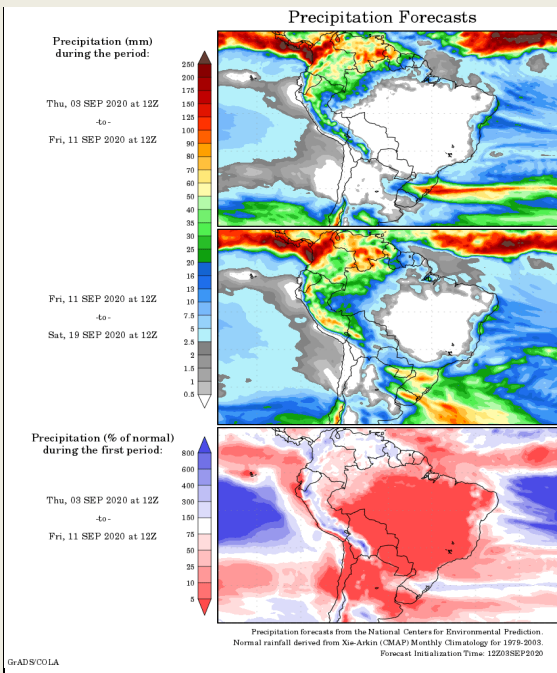 Precipitation Forecasts
Precipitation (mm)
during the period:
Thu, 03 SEP 2020 at 12Z
-to-
Fri, 11 SEP 2020 at 12Z
250
200
175
150
125
100
90
80
70
60
50
40
35
30
25
20
16
13
10
7.5
5
2.5
2
1.5
1
0.5
Fri, 11 SEP 2020 at 12Z
-to-
Sat, 19 SEP 2020 at 12Z
Precipitation (% of normal)
during the first period:
Thu, 03 SEP 2020 at 12Z
-to-
Fri, 11 SEP 2020 at 12Z
800
600
400
300
150
75
50
25
10
5
Precipitation forecasts from the National Centers for Environmental Prediction.
Normal rainfall derived from Xie-Arkin (CMAP) Monthly Climatology for 1979-2003.
Forecast Initialization Time: 12Z03SEP2020
GrADS/COLA